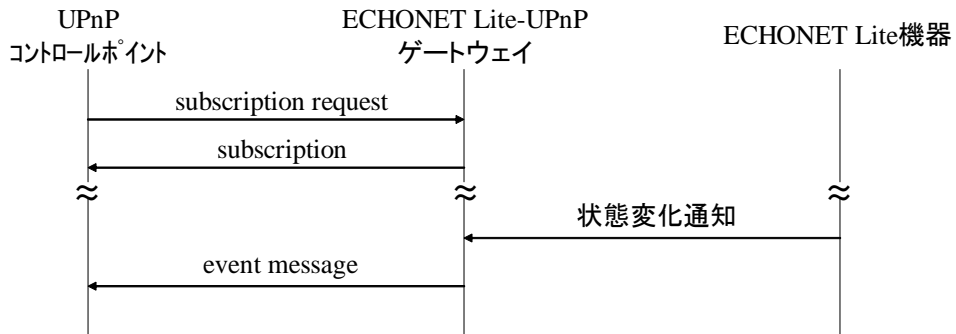 UPnP
コントロールポイント
ECHONET Lite-UPnP
ゲートウェイ
ECHONET Lite機器
subscription request
subscription
≈
≈
≈
状態変化通知
event message